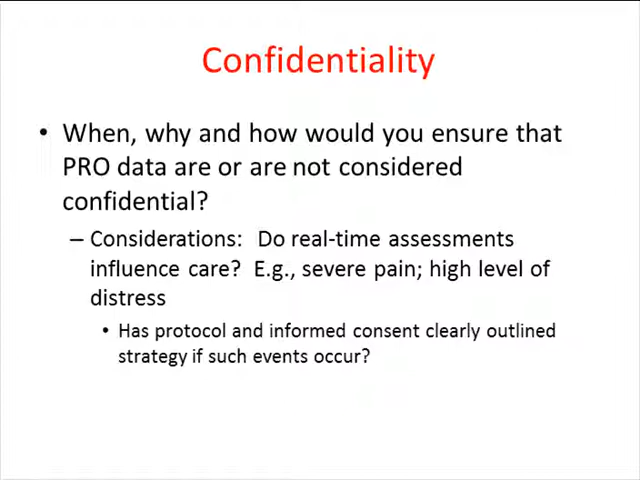 Confidentiality
• When, why and how would you ensure that
PRO data are or are not considered
confidential?
– Considerations:  Do real-time assessments
influence care?  E.g., severe pain; high level of
distress
• Has protocol and informed consent clearly outlined
strategy if such events occur?